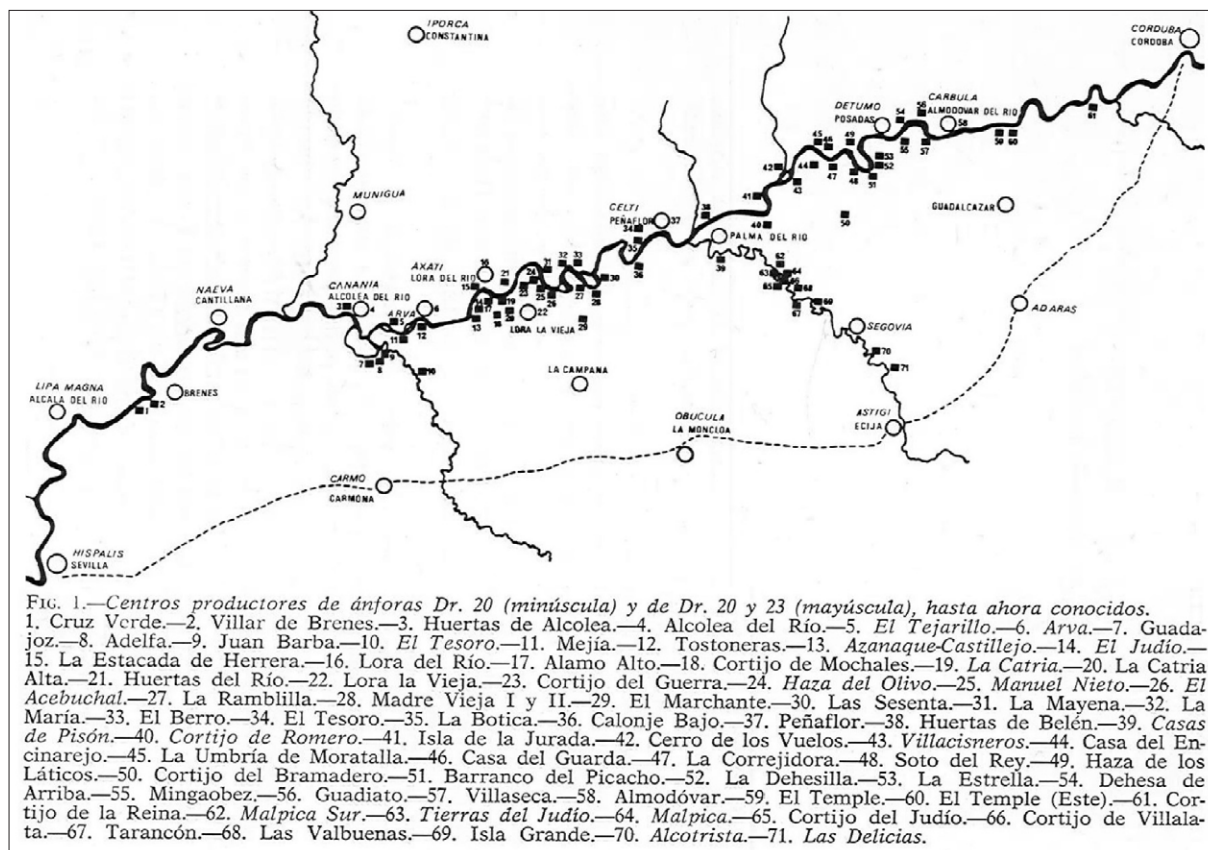 IPORCA
CONSTANTINA
CORDUBA
CORDOBA
DETUMO
POSADAS
CARBULA
ALMODOVAR DEL RIO
MUNIGUA
GUADALCAZAR
CELTI
PEÑAFLOR
PALMA DEL RIO
AXATI
LORA DEL RIO
NAEVA
CANTILLANA
CANANIA
ALCOLEA DEL RIO
ARVA
LORA LA VIEJA
SEGOVIA
AD ARAS
LIPA MAGNA
ALCALA DEL RIO
BRENES
LA CAMPANA
OBUCULA
LA MONCLOA
ASTIGI
ECIJA
CARMO
CARMONA
HISPALIS
SEVILLA
FIG. 1.—Centros productores de ánforas Dr. 20 (minúscula) y de Dr. 20 y 23 (mayúscula), hasta ahora conocidos.
1. Cruz Verde.—2. Villar de Brenes.—3. Huertas de Alcolea.—4. Alcolea del Río.—5. El Tejarillo.—6. Arva.—7. Guada-
joz.—8. Adelfa.—9. Juan Barba.—10. El Tesoro.—11. Mejía.—12. Tostoneras.—13. Azanaque-Castillejo.—14. El Judío.—
15. La Estacada de Herrera.—16. Lora del Río.—17. Alamo Alto.—18. Cortijo de Mochales.—19. La Catria.—20. La Catria
Alta.—21. Huertas del Río.—22. Lora la Vieja.—23. Cortijo del Guerra.—24. Haza del Olivo.—25. Manuel Nieto.—26. El
Acebuchal.—27. La Ramblilla.—28. Madre Vieja I y II.—29. El Marchante.—30. Las Sesenta.—31. La Mayena.—32. La
María.—33. El Berro.—34. El Tesoro.—35. La Botica.—36. Calonje Bajo.—37. Peñaflor.—38. Huertas de Belén.—39. Casas
de Pisón.—40. Cortijo de Romero.—41. Isla de la Jurada.—42. Cerro de los Vuelos.—43. Villacisneros.—44. Casa del En-
cinarejo.—45. La Umbría de Moratalla.—46. Casa del Guarda.—47. La Correjidora.—48. Soto del Rey.—49. Haza de los
Láticos.—50. Cortijo del Bramadero.—51. Barranco del Picacho.—52. La Dehesilla.—53. La Estrella.—54. Dehesa de
Arriba.—55. Mingaobez.—56. Guadiato.—57. Villaseca.—58. Almodóvar.—59. El Temple.—60. El Temple (Este).—61. Cor-
tijo de la Reina.—62. Malpica Sur.—63. Tierras del Judío.—64. Malpica.—65. Cortijo del Judío.—66. Cortijo de Villala-
ta.—67. Tarancón.—68. Las Valbuenas.—69. Isla Grande.—70. Alcotrista.—71. Las Delicias.